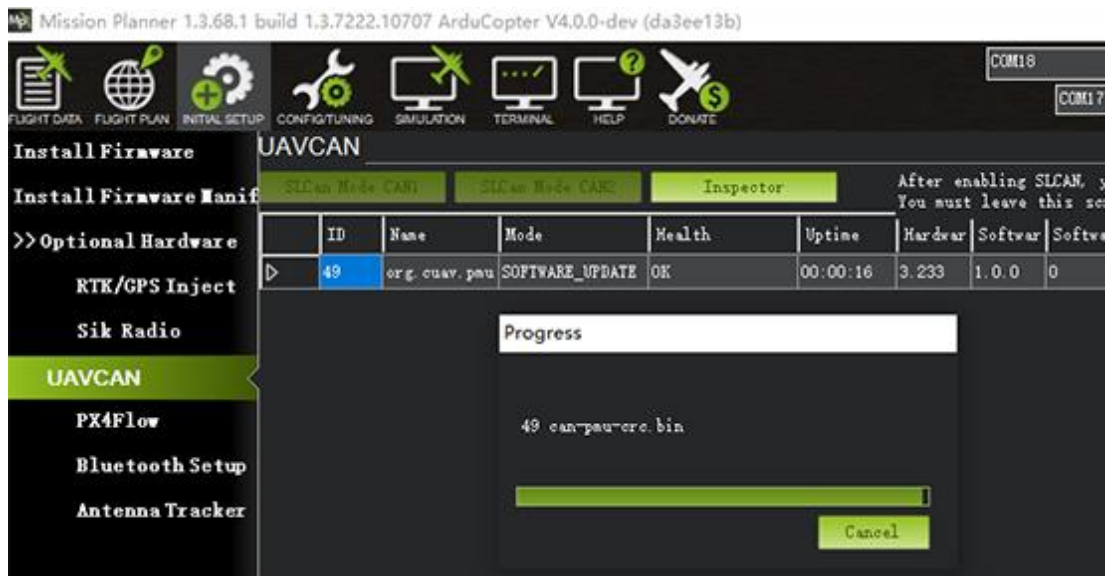 Mission Planner 1.3.68.1 build 1.3.7222.10707 ArduCopter V4.0.0-dev (da3ee13b)
FLIGHT DATA FLIGHT PLAN INITIAL SETUP CONFIG/TUNING SIMULATION TERMINAL HELP DONATE
COM18
COM17
Install Firmware
UAVCAN
Install Firmware Manif
SLCan Mode CAN1 SLCan Mode CAN2 Inspector
After enabling SLCAN, y
You must leave this sc
>>Optional Hardware
ID Name Mode Health Uptime Hardwar Softwar Softwa
49 org.cuav.pmu SOFTWARE_UPDATE OK 00:00:16 3.233 1.0.0 0
RTK/GPS Inject
Sik Radio
UAVCAN
PX4Flow
Bluetooth Setup
Antenna Tracker
Progress
49 can-pmu-crc.bin
Cancel